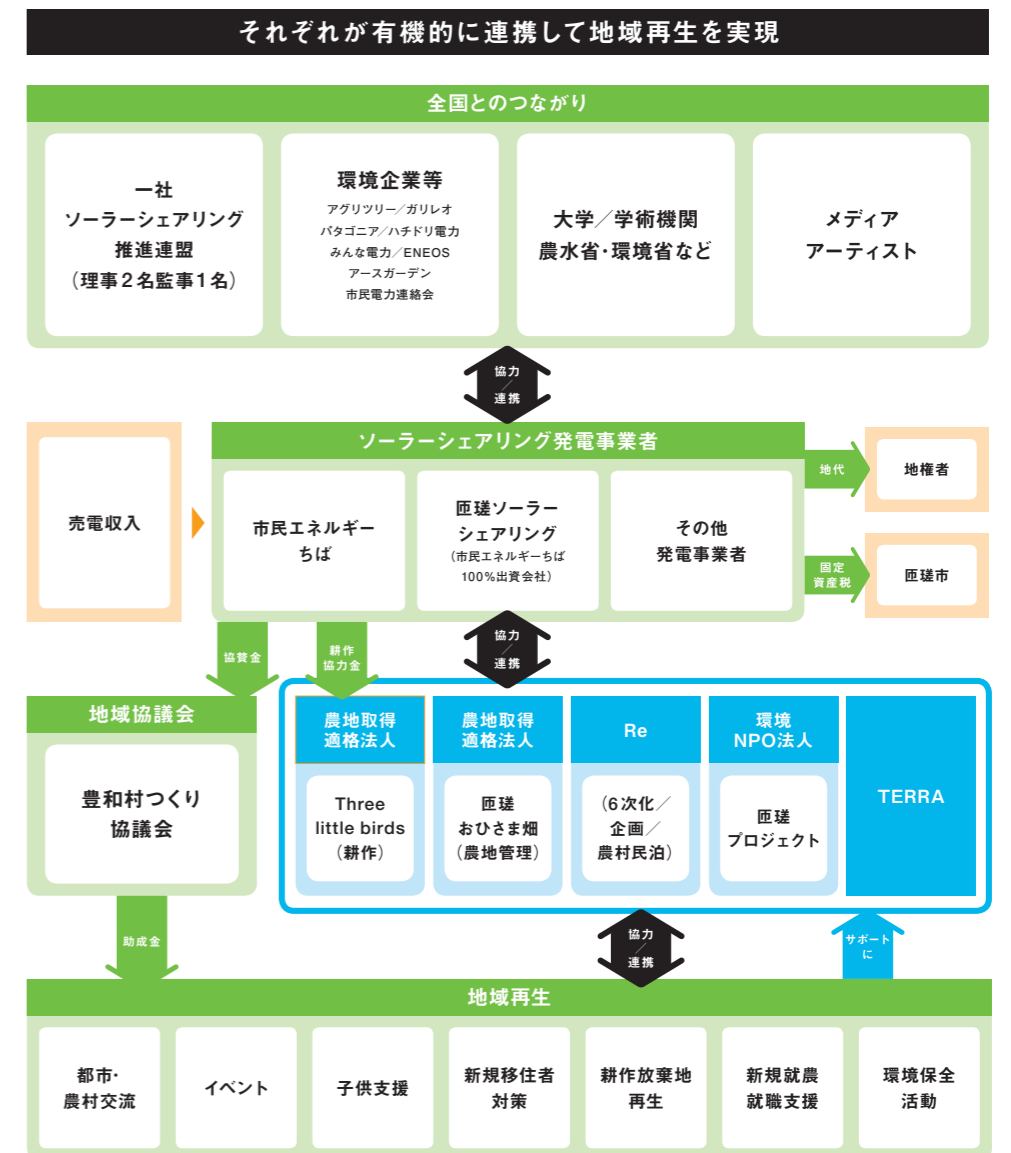 それぞれが有機的に連携して地域再生を実現
全国とのつながり
一社
ソーラーシェアリング
推進連盟
（理事２名監事１名）
環境企業等
アグリツリー／ガリレオ
パタゴニア／ハチドリ電力
みんな電力／ENEOS
アースガーデン
市民電力連絡会
大学／学術機関
農水省・環境省など
メディア
アーティスト
協力
／
連携
売電収入
ソーラーシェアリング発電事業者
市民エネルギー
ちば
匝瑳ソーラー
シェアリング
（市民エネルギーちば
100％出資会社）
その他
発電事業者
地代
地権者
固定
資産税
匝瑳市
協賛金
耕作
協力金
協力
／
連携
地域協議会
豊和村つくり
協議会
農地取得
適格法人
Three
little birds
（耕作）
農地取得
適格法人
匝瑳
おひさま畑
（農地管理）
Re
（6次化／
企画／
農村民泊）
環境
NPO法人
匝瑳
プロジェクト
TERRA
助成金
協力
／
連携
サポート
に
地域再生
都市・
農村交流
イベント
子供支援
新規移住者
対策
耕作放棄地
再生
新規就農
就職支援
環境保全
活動